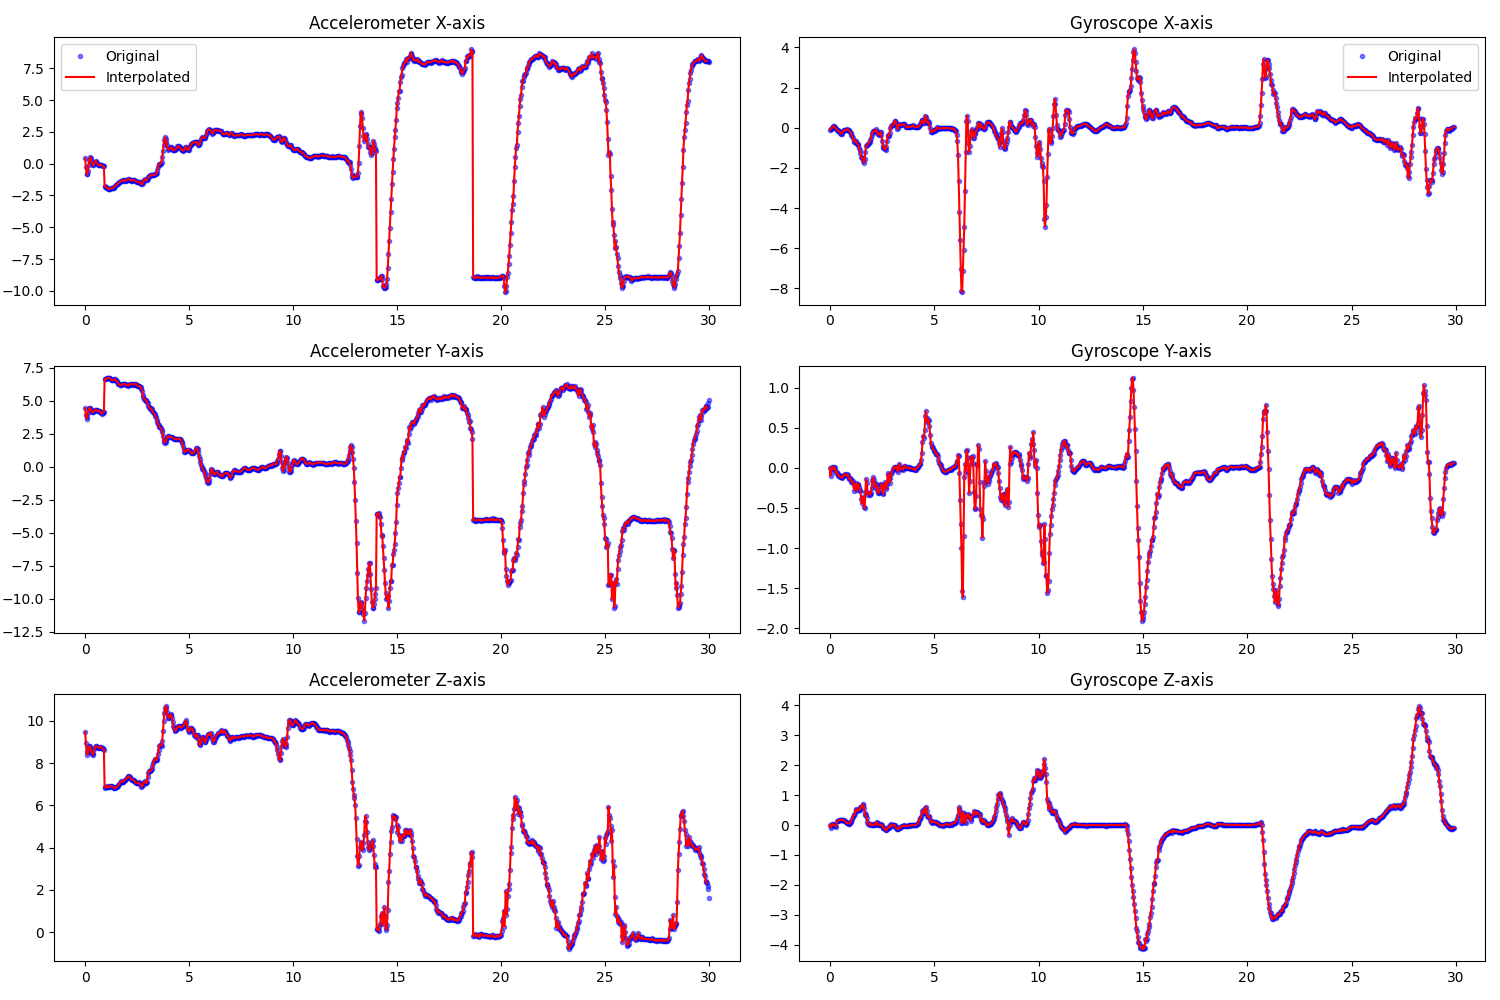 Accelerometer X-axis
Original
Interpolated
7.5
5.0
2.5
0.0
−2.5
−5.0
−7.5
−10.0
0 5 10 15 20 25 30
Gyroscope X-axis
Original
Interpolated
4
2
0
−2
−4
−6
−8
0 5 10 15 20 25 30
Accelerometer Y-axis
7.5
5.0
2.5
0.0
−2.5
−5.0
−7.5
−10.0
−12.5
0 5 10 15 20 25 30
Gyroscope Y-axis
1.0
0.5
0.0
−0.5
−1.0
−1.5
−2.0
0 5 10 15 20 25 30
Accelerometer Z-axis
10
8
6
4
2
0
0 5 10 15 20 25 30
Gyroscope Z-axis
4
3
2
1
0
−1
−2
−3
−4
0 5 10 15 20 25 30